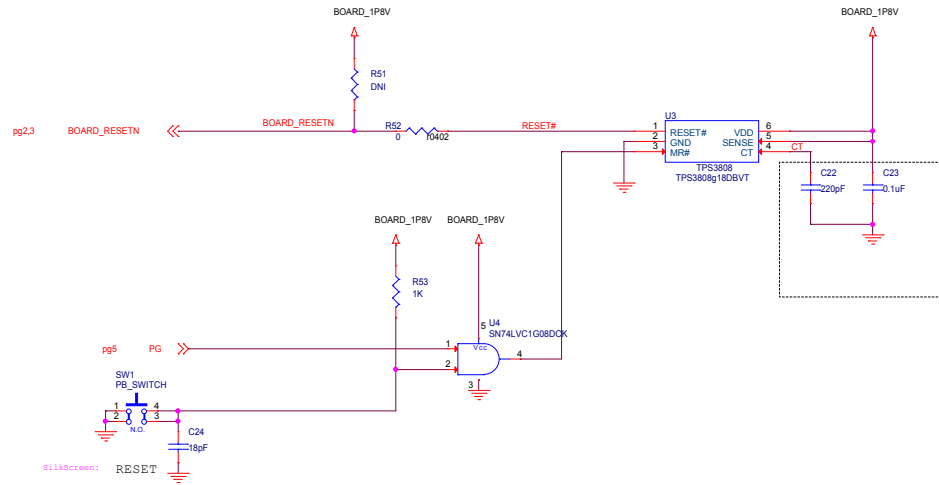 BOARD_1P8V
BOARD_1P8V
R51
DNI
pg2,3 BOARD_RESETN
BOARD_RESETN
R52
0
r0402
RESET#
U3
1 RESET# VDD 6
2 GND SENSE 5
3 MR# CT 4
CT
TPS3808
TPS3808g18DBVT
C22
220pF
C23
0.1uF
BOARD_1P8V
BOARD_1P8V
R53
1K
U4
SN74LVC1G08DCK
5
Vcc
pg5 PG
1
2
4
3
SW1
PB_SWITCH
1 4
2 3
N.O.
C24
18pF
SilkScreen: RESET